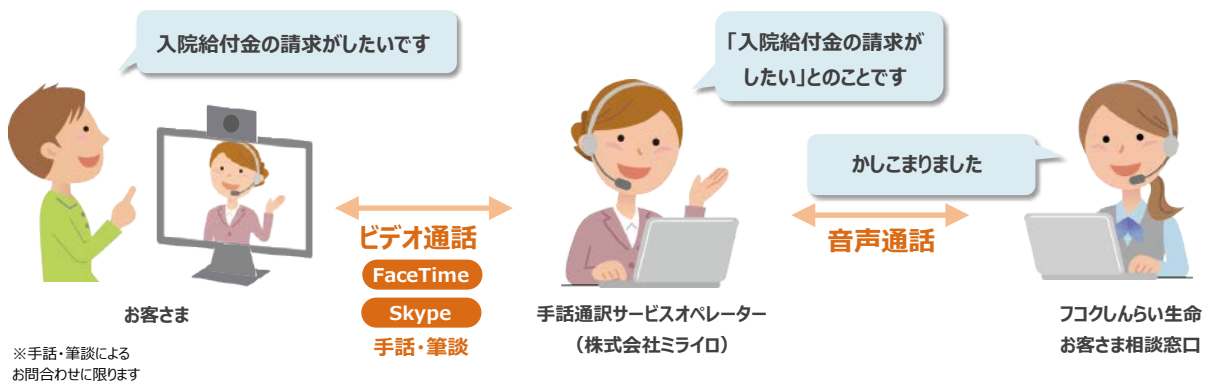 入院給付金の請求がしたいです
「入院給付金の請求が
したい」とのことです
かしこまりました
ビデオ通話
FaceTime
Skype
手話・筆談
音声通話
お客さま
手話通訳サービスオペレーター
（株式会社ミライロ）
フコクしんらい生命
お客さま相談窓口
※手話・筆談による
お問合わせに限ります